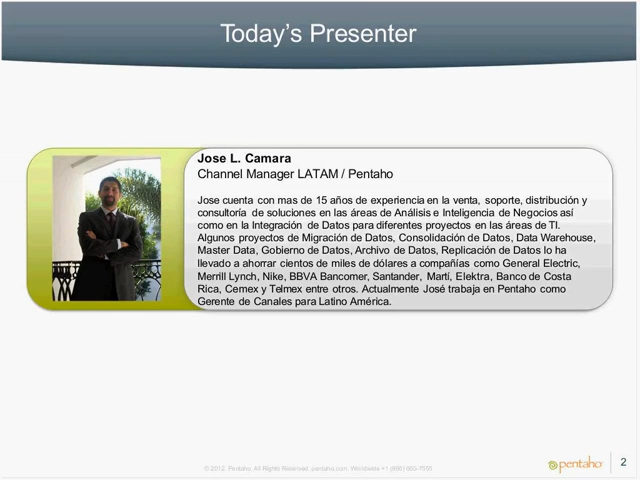 Today's Presenter
Jose L. Camara
Channel Manager LATAM / Pentaho
Jose cuenta con mas de 15 años de experiencia en la venta, soporte, distribución y
consultoría de soluciones en las áreas de Análisis e Inteligencia de Negocios así
como en la Integración de Datos para diferentes proyectos en las áreas de TI.
Algunos proyectos de Migración de Datos, Consolidación de Datos, Data Warehouse,
Master Data, Gobierno de Datos, Archivo de Datos, Replicación de Datos lo ha
llevado a ahorrar cientos de miles de dólares a compañías como General Electric,
Merrill Lynch, Nike, BBVA Bancomer, Santander, Martí, Elektra, Banco de Costa
Rica, Cemex y Telmex entre otros. Actualmente José trabaja en Pentaho como
Gerente de Canales para Latino América.
© 2012, Pentaho. All Rights Reserved. pentaho.com. Worldwide +1 (866) 660-7555
pentaho
2